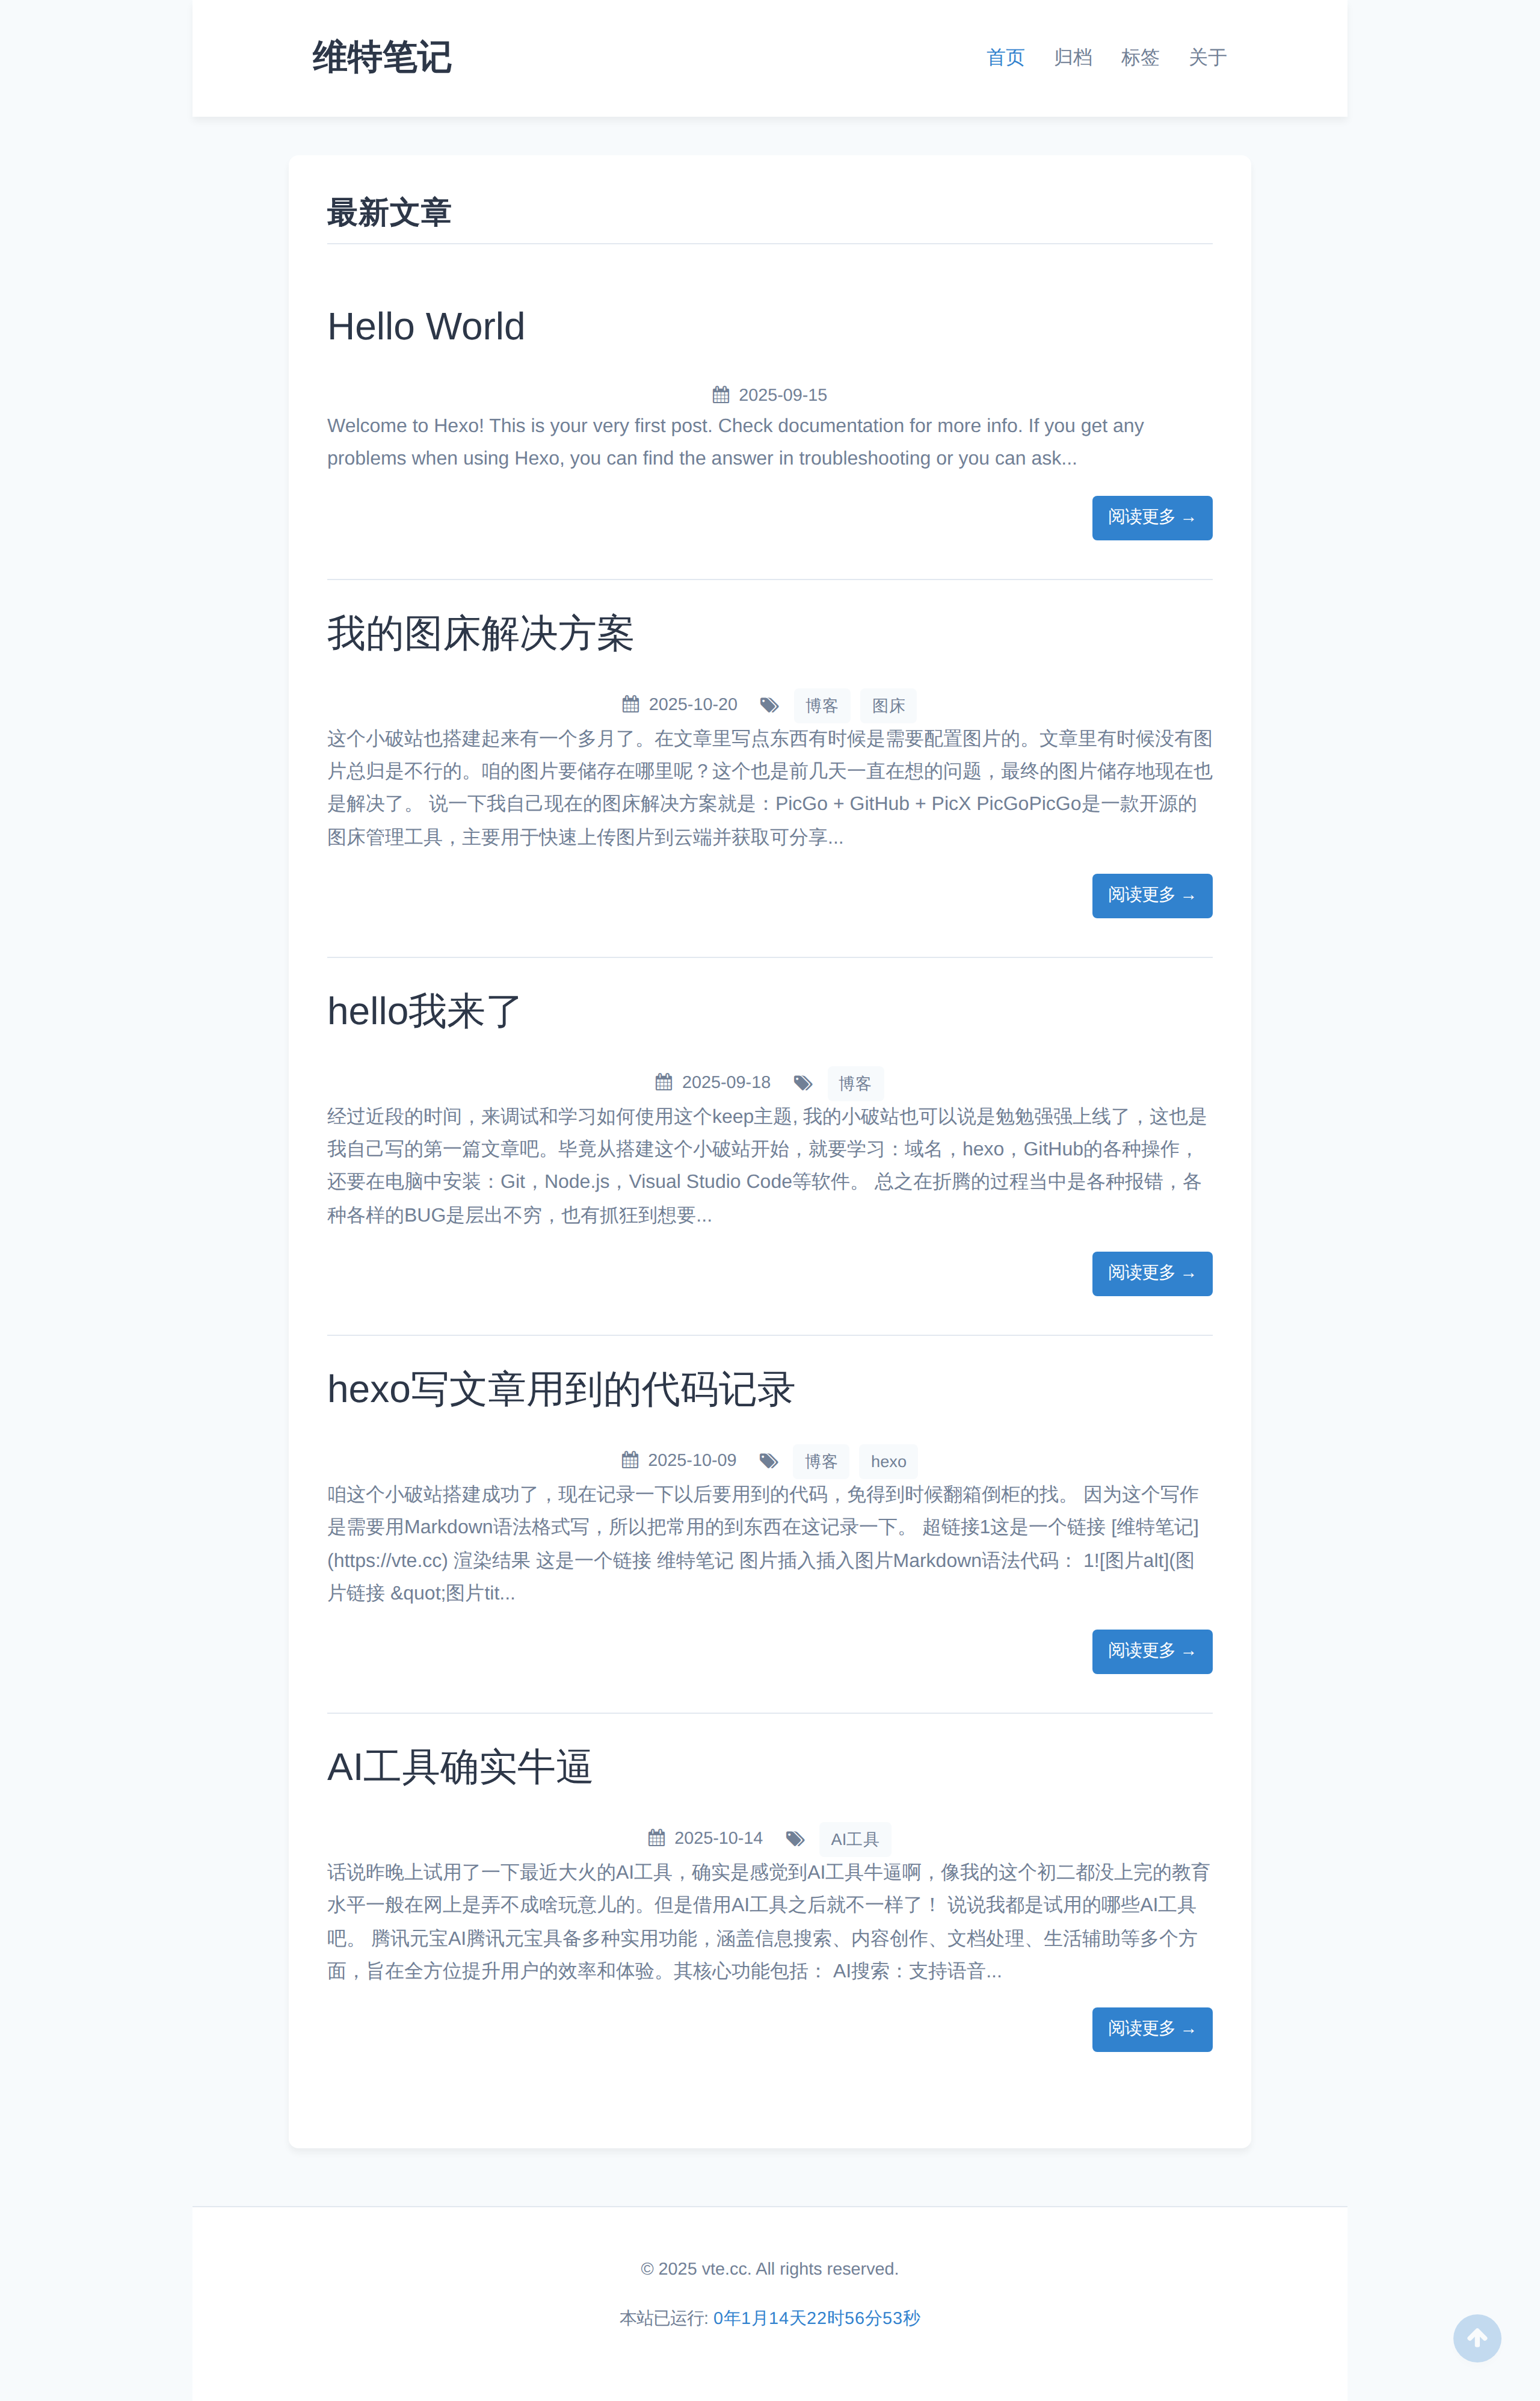 维特笔记
首页 归档 标签 关于
最新文章
Hello World
2025-09-15
Welcome to Hexo! This is your very first post. Check documentation for more info. If you get any
problems when using Hexo, you can find the answer in troubleshooting or you can ask...
阅读更多 →
我的图床解决方案
2025-10-20 博客 图床
这个小破站也搭建起来有一个多月了。在文章里写点东西有时候是需要配置图片的。文章里有时候没有图
片总归是不行的。咱的图片要储存在哪里呢？这个也是前几天一直在想的问题，最终的图片储存地现在也
是解决了。 说一下我自己现在的图床解决方案就是：PicGo + GitHub + PicX PicGoPicGo是一款开源的
图床管理工具，主要用于快速上传图片到云端并获取可分享...
阅读更多 →
hello我来了
2025-09-18 博客
经过近段的时间，来调试和学习如何使用这个keep主题, 我的小破站也可以说是勉勉强强上线了，这也是
我自己写的第一篇文章吧。毕竟从搭建这个小破站开始，就要学习：域名，hexo，GitHub的各种操作，
还要在电脑中安装：Git，Node.js，Visual Studio Code等软件。 总之在折腾的过程当中是各种报错，各
种各样的BUG是层出不穷，也有抓狂到想要...
阅读更多 →
hexo写文章用到的代码记录
2025-10-09 博客 hexo
咱这个小破站搭建成功了，现在记录一下以后要用到的代码，免得到时候翻箱倒柜的找。 因为这个写作
是需要用Markdown语法格式写，所以把常用的到东西在这记录一下。 超链接1这是一个链接 [维特笔记]
(https://vte.cc) 渲染结果 这是一个链接 维特笔记 图片插入插入图片Markdown语法代码： 1![图片alt](图
片链接 &quot;图片tit...
阅读更多 →
AI工具确实牛逼
2025-10-14 AI工具
话说昨晚上试用了一下最近大火的AI工具，确实是感觉到AI工具牛逼啊，像我的这个初二都没上完的教育
水平一般在网上是弄不成啥玩意儿的。但是借用AI工具之后就不一样了！ 说说我都是试用的哪些AI工具
吧。 腾讯元宝AI腾讯元宝具备多种实用功能，涵盖信息搜索、内容创作、文档处理、生活辅助等多个方
面，旨在全方位提升用户的效率和体验。其核心功能包括： AI搜索：支持语音...
阅读更多 →
© 2025 vte.cc. All rights reserved.
本站已运行: 0年1月14天22时56分53秒